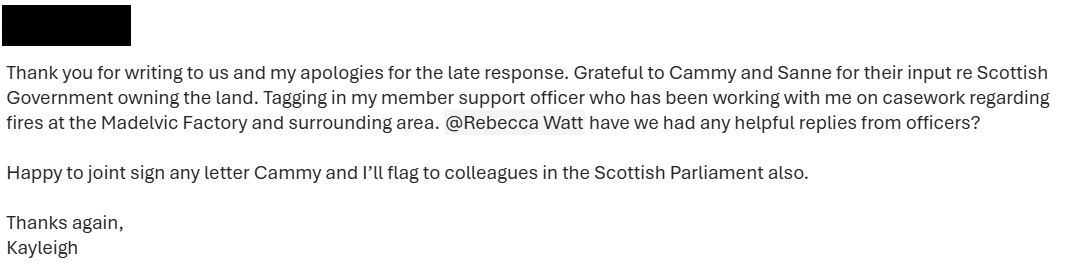 Thank you for writing to us and my apologies for the late response. Grateful to Cammy and Sanne for their input re Scottish
Government owning the land. Tagging in my member support officer who has been working with me on casework regarding
fires at the Madelvic Factory and surrounding area. @Rebecca Watt have we had any helpful replies from officers?
Happy to joint sign any letter Cammy and I’ll flag to colleagues in the Scottish Parliament also.
Thanks again,
Kayleigh